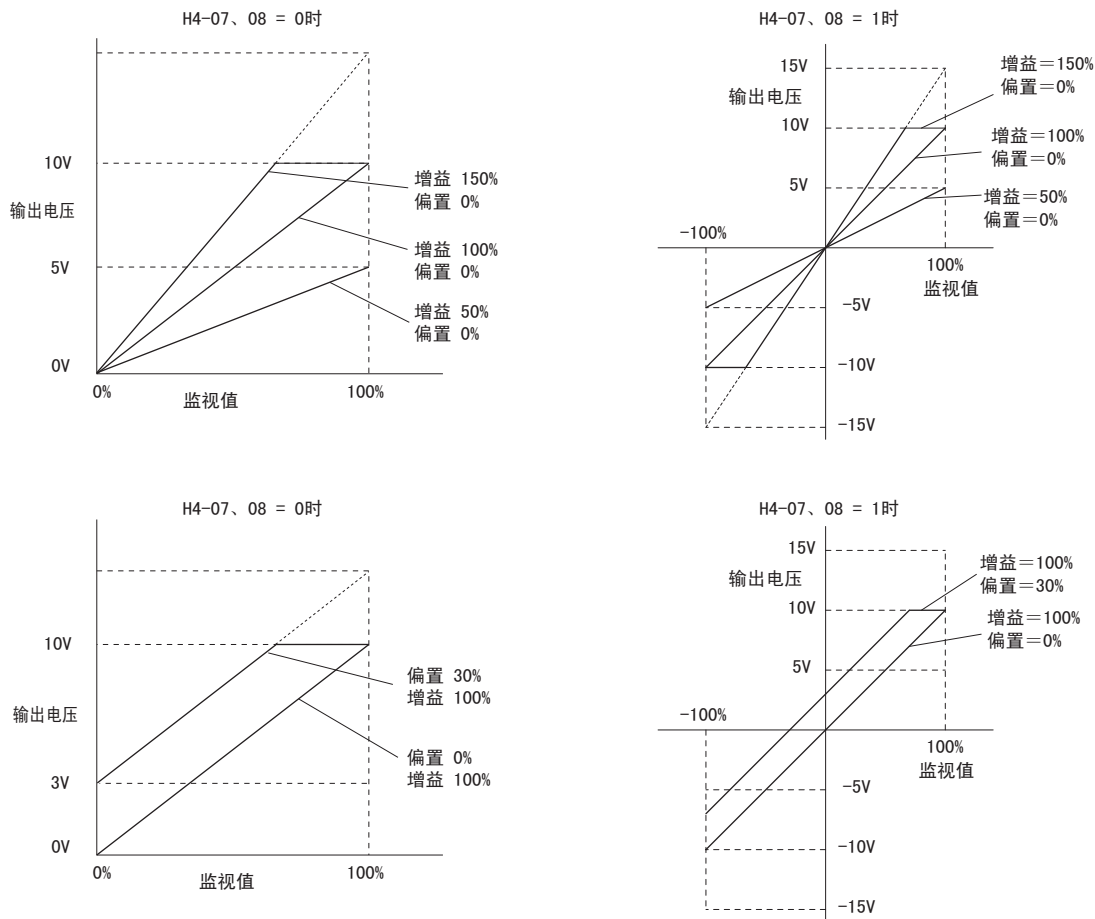 H4-07、08 = 0时
10V
输出电压
5V
0V
0%
监视值
100%
增益 150%
偏置 0%
增益 100%
偏置 0%
增益 50%
偏置 0%
H4-07、08 = 1时
15V
输出电压
10V
5V
-100%
100%
监视值
-5V
-10V
-15V
增益=150%
偏置=0%
增益=100%
偏置=0%
增益=50%
偏置=0%
H4-07、08 = 0时
10V
输出电压
3V
0V
0%
监视值
100%
偏置 30%
增益 100%
偏置 0%
增益 100%
H4-07、08 = 1时
15V
输出电压
10V
5V
-100%
100%
监视值
-5V
-10V
-15V
增益=100%
偏置=30%
增益=100%
偏置=0%